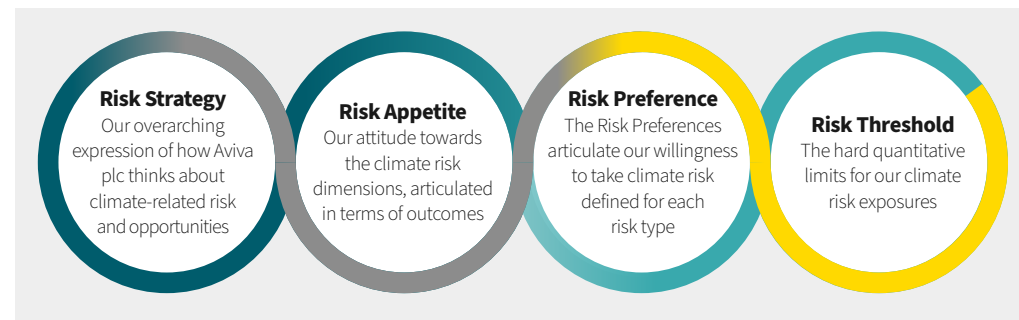 Risk Strategy
Our overarching
expression of how Aviva
plc thinks about
climate-related risk
and opportunities
Risk Appetite
Our attitude towards
the climate risk
dimensions, articulated
in terms of outcomes
Risk Preference
The Risk Preferences
articulate our willingness
to take climate risk
defined for each
risk type
Risk Threshold
The hard quantitative
limits for our climate
risk exposures